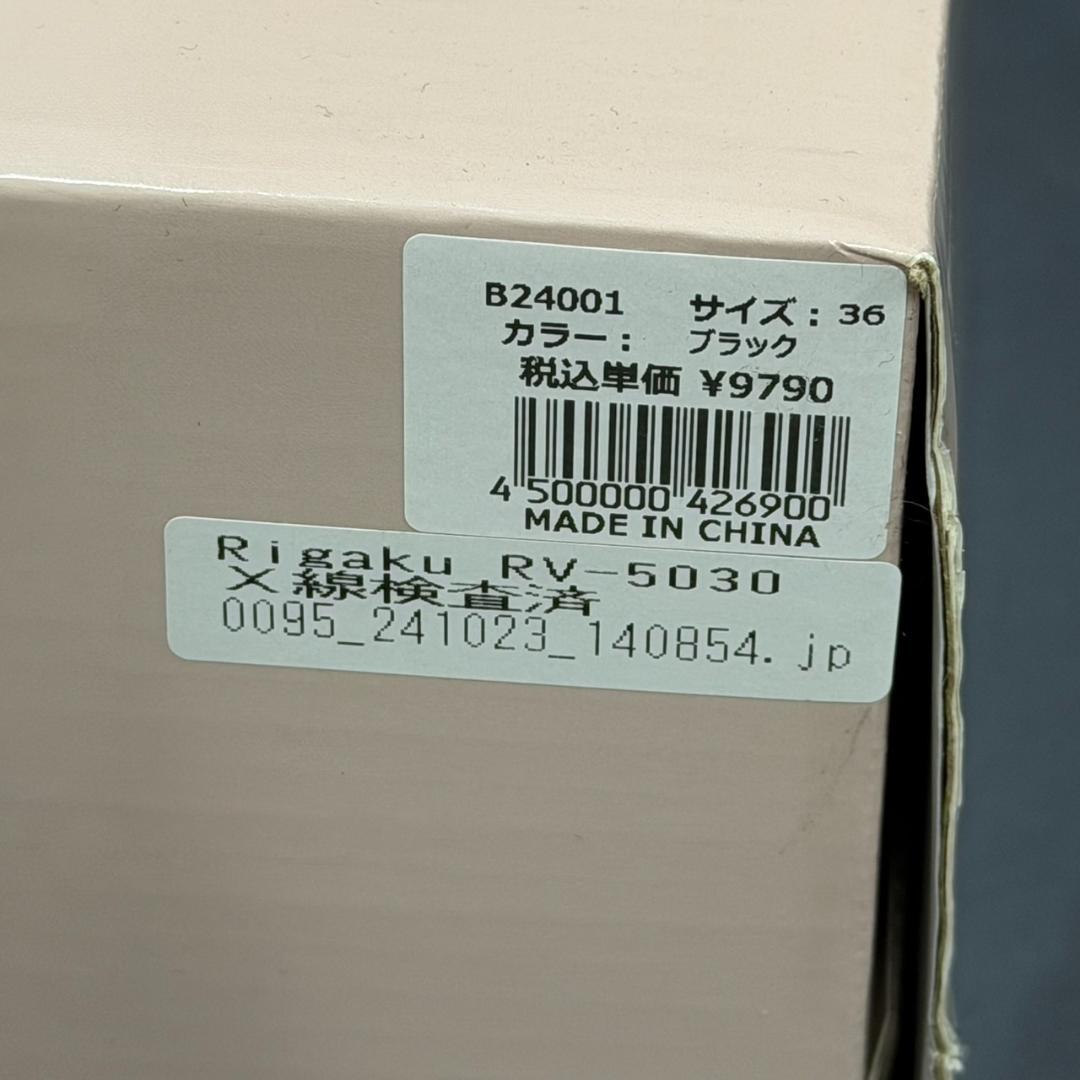 B24001 サイズ: 36
カラー: ブラック
税込単価 ¥9790
4 500000 426900
MADE IN CHINA
Rigaku RV-5030
X線検査済
0095_241023_140854.jp